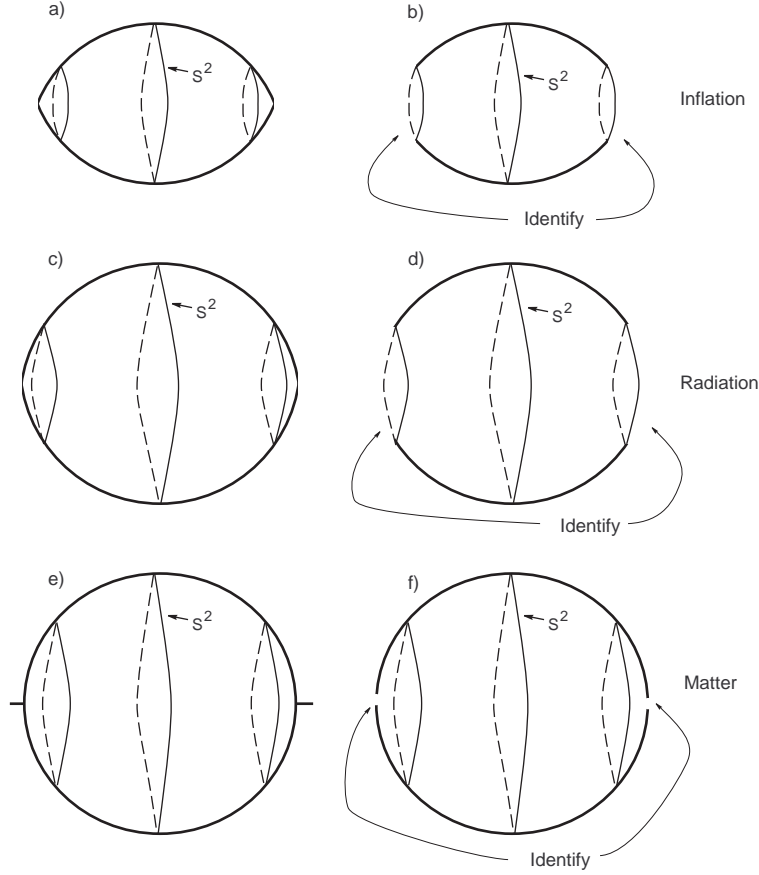 a) b)
S²
S²
Inflation
Identify
c) d)
S²
S²
Radiation
Identify
e) f)
S²
S²
Matter
Identify